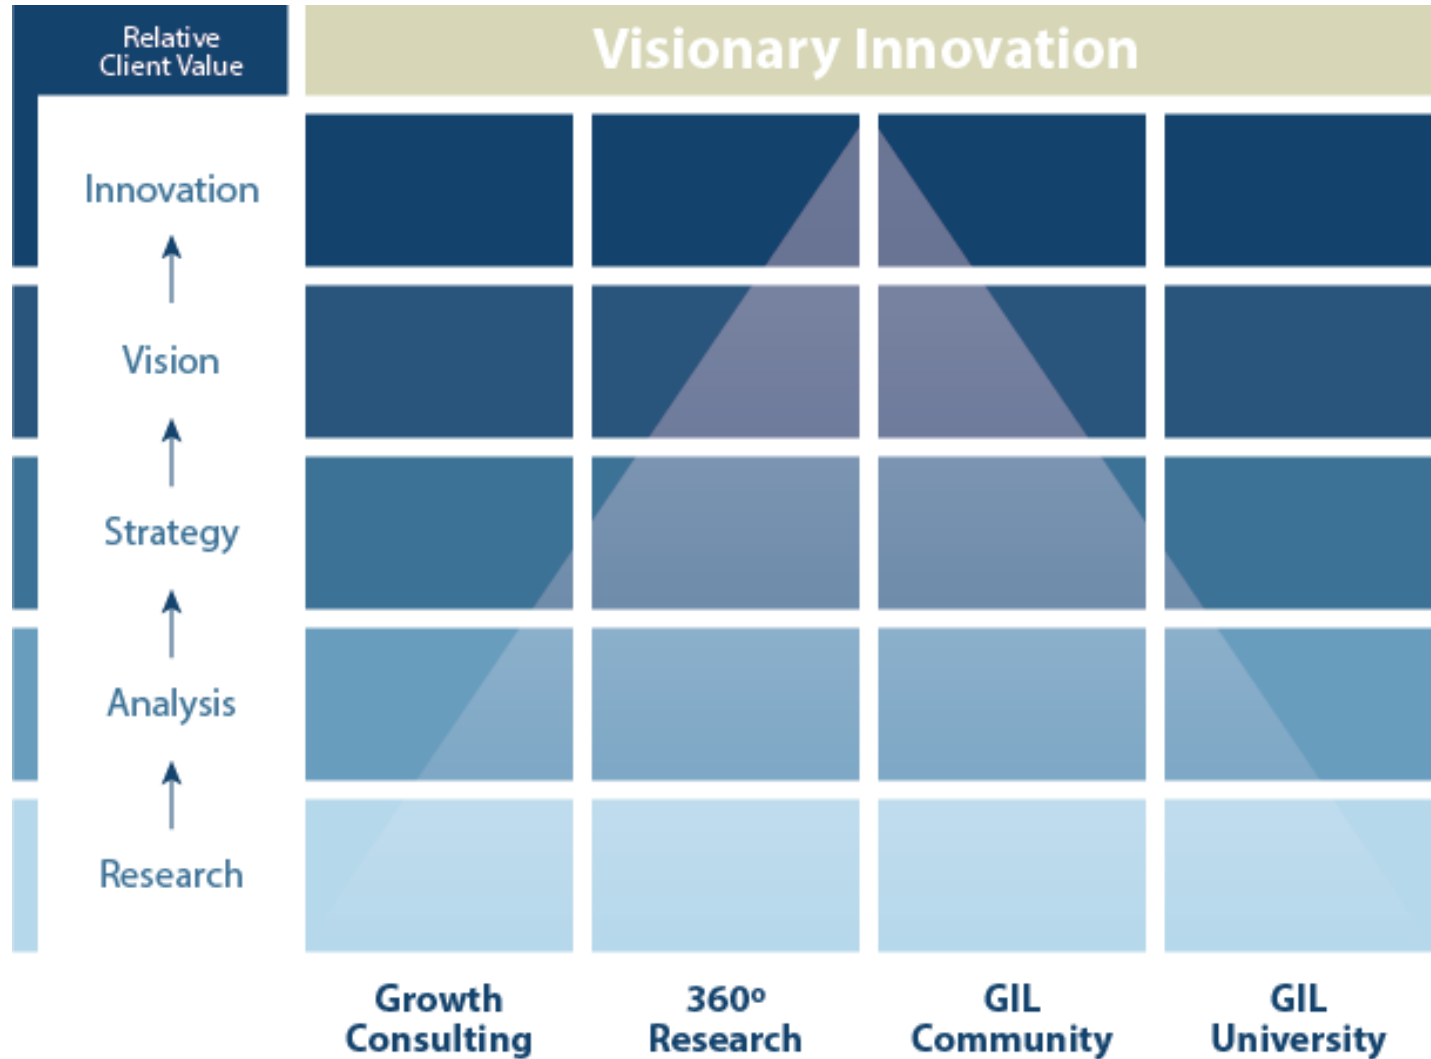 Relative
Client Value
Visionary Innovation
Innovation
Vision
Strategy
Analysis
Research
Growth
Consulting
360º
Research
GIL
Community
GIL
University